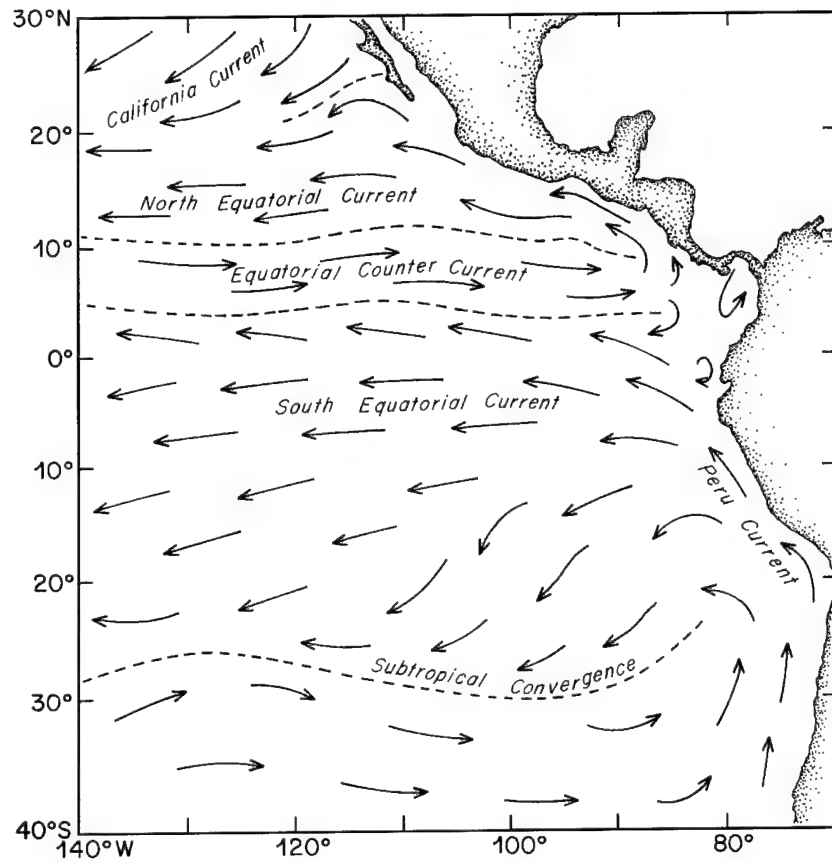 30°N
California Current
20°
North Equatorial Current
10°
Equatorial Counter Current
0°
South Equatorial Current
10°
Peru Current
20°
Subtropical Convergence
30°
40°S
140°W
120°
100°
80°